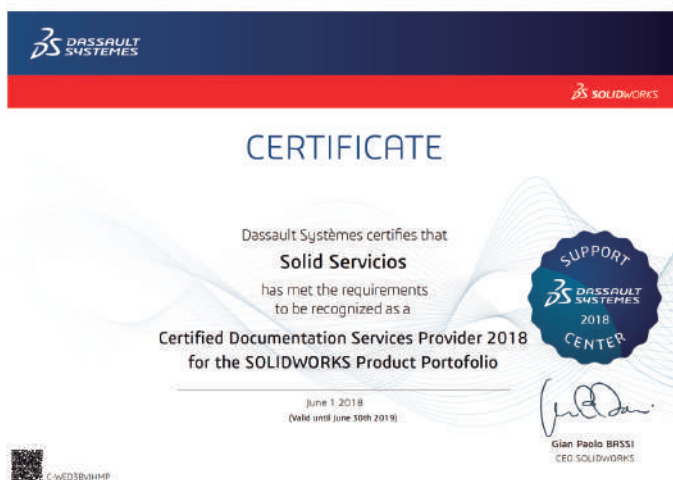 DASSAULT
SYSTEMES
SOLIDWORKS
CERTIFICATE
Dassault Systèmes certifies that
Solid Servicios
has met the requirements
to be recognized as a
Certified Documentation Services Provider 2018
for the SOLIDWORKS Product Portofolio
June 1 2018
(Valid until June 30th 2019)
SUPPORT
DASSAULT
SYSTEMES
2018
CENTER
Gian Paolo BASSI
CEO SOLIDWORKS